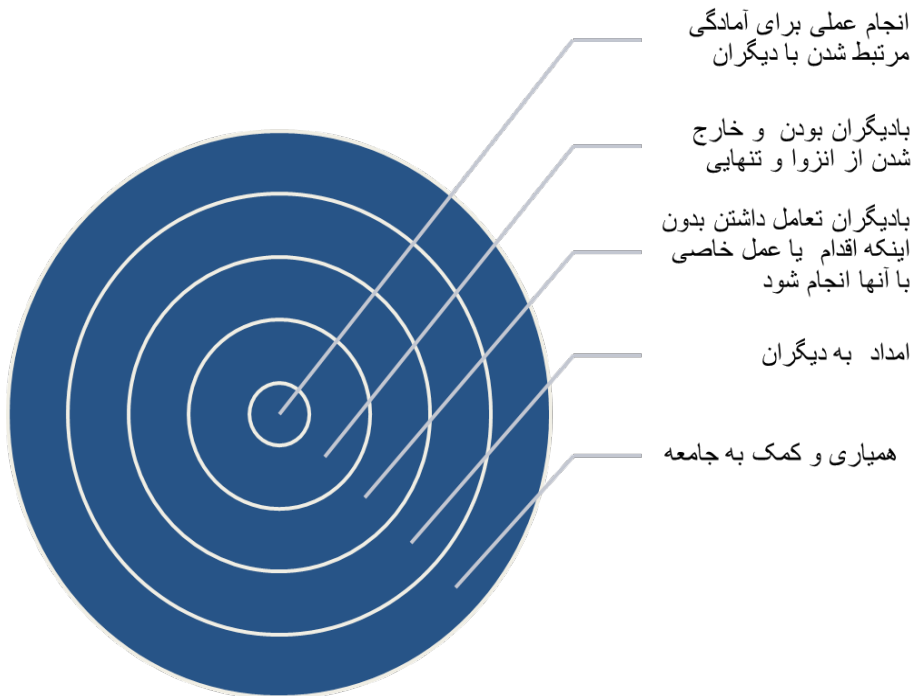 انجام عملی برای آمادگی
مرتبط شدن با دیگران
بادیگران بودن و خارج
شدن از انزوا و تنهایی
بادیگران تعامل داشتن بدون
اینکه اقدام یا عمل خاصی
با آنها انجام شود
امداد به دیگران
همیاری و کمک به جامعه